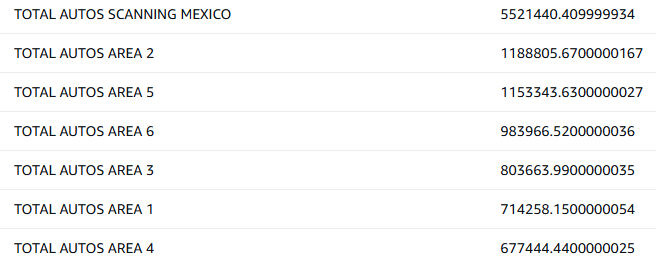 TOTAL AUTOS SCANNING MEXICO 5521440.409999934
TOTAL AUTOS AREA 2 1188805.6700000167
TOTAL AUTOS AREA 5 1153343.6300000027
TOTAL AUTOS AREA 6 983966.5200000036
TOTAL AUTOS AREA 3 803663.9900000035
TOTAL AUTOS AREA 1 714258.1500000054
TOTAL AUTOS AREA 4 677444.4400000025